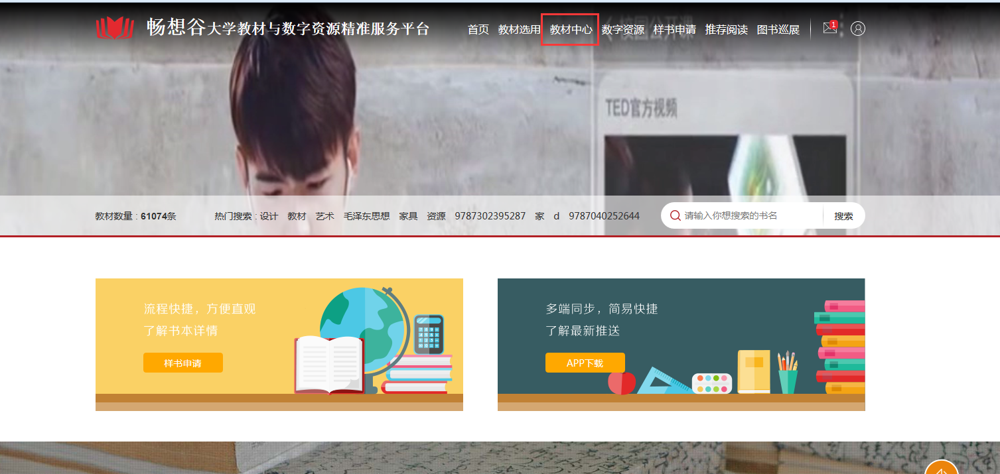 畅想谷大学教材与数字资源精准服务平台
首页 教材选用 教材中心 数字资源 样书申请 推荐阅读 图书巡展 1
校园公开课
TED官方视频
教材数量 : 61074条 热门搜索 : 设计 教材 艺术 毛泽东思想 家具 资源 9787302395287 家 d 9787040252644 请输入你想搜索的书名 搜索
流程快捷，方便直观
了解书本详情
样书申请
多端同步，简易快捷
了解最新推送
APP下载